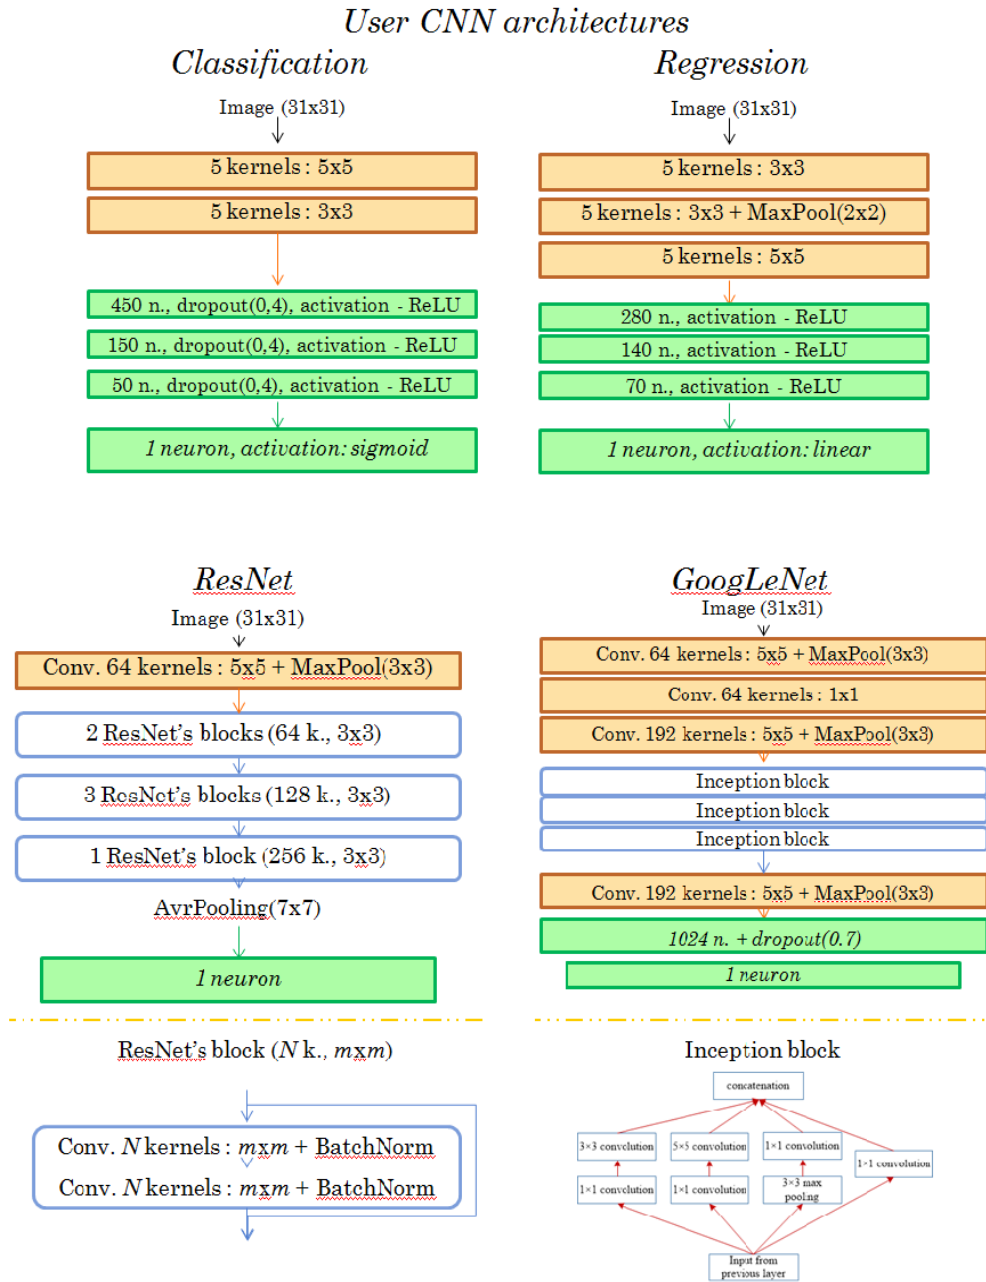 User CNN architectures
Classification
Image (31x31)
5 kernels: 5x5
5 kernels: 3x3
450 n., dropout(0,4), activation - ReLU
150 n., dropout(0,4), activation - ReLU
50 n., dropout(0,4), activation - ReLU
1 neuron, activation: sigmoid
Regression
Image (31x31)
5 kernels: 3x3
5 kernels: 3x3 + MaxPool(2x2)
5 kernels: 5x5
280 n., activation - ReLU
140 n., activation - ReLU
70 n., activation - ReLU
1 neuron, activation: linear
ResNet
Image (31x31)
Conv. 64 kernels: 5x5 + MaxPool(3x3)
2 ResNet's blocks (64 k., 3x3)
3 ResNet's blocks (128 k., 3x3)
1 ResNet's block (256 k., 3x3)
AvrPooling(7x7)
1 neuron
GoogLeNet
Image (31x31)
Conv. 64 kernels: 5x5 + MaxPool(3x3)
Conv. 64 kernels: 1x1
Conv. 192 kernels: 5x5 + MaxPool(3x3)
Inception block
Inception block
Inception block
Conv. 192 kernels: 5x5 + MaxPool(3x3)
1024 n. + dropout(0.7)
1 neuron
ResNet's block (N k., mxm)
Conv. N kernels: mxm + BatchNorm
Conv. N kernels: mxm + BatchNorm
Inception block
concatenation
3×3 convolution
5×5 convolution
1×1 convolution
1×1 convolution
1×1 convolution
1×1 convolution
3×3 max
pooling
Input from
previous layer